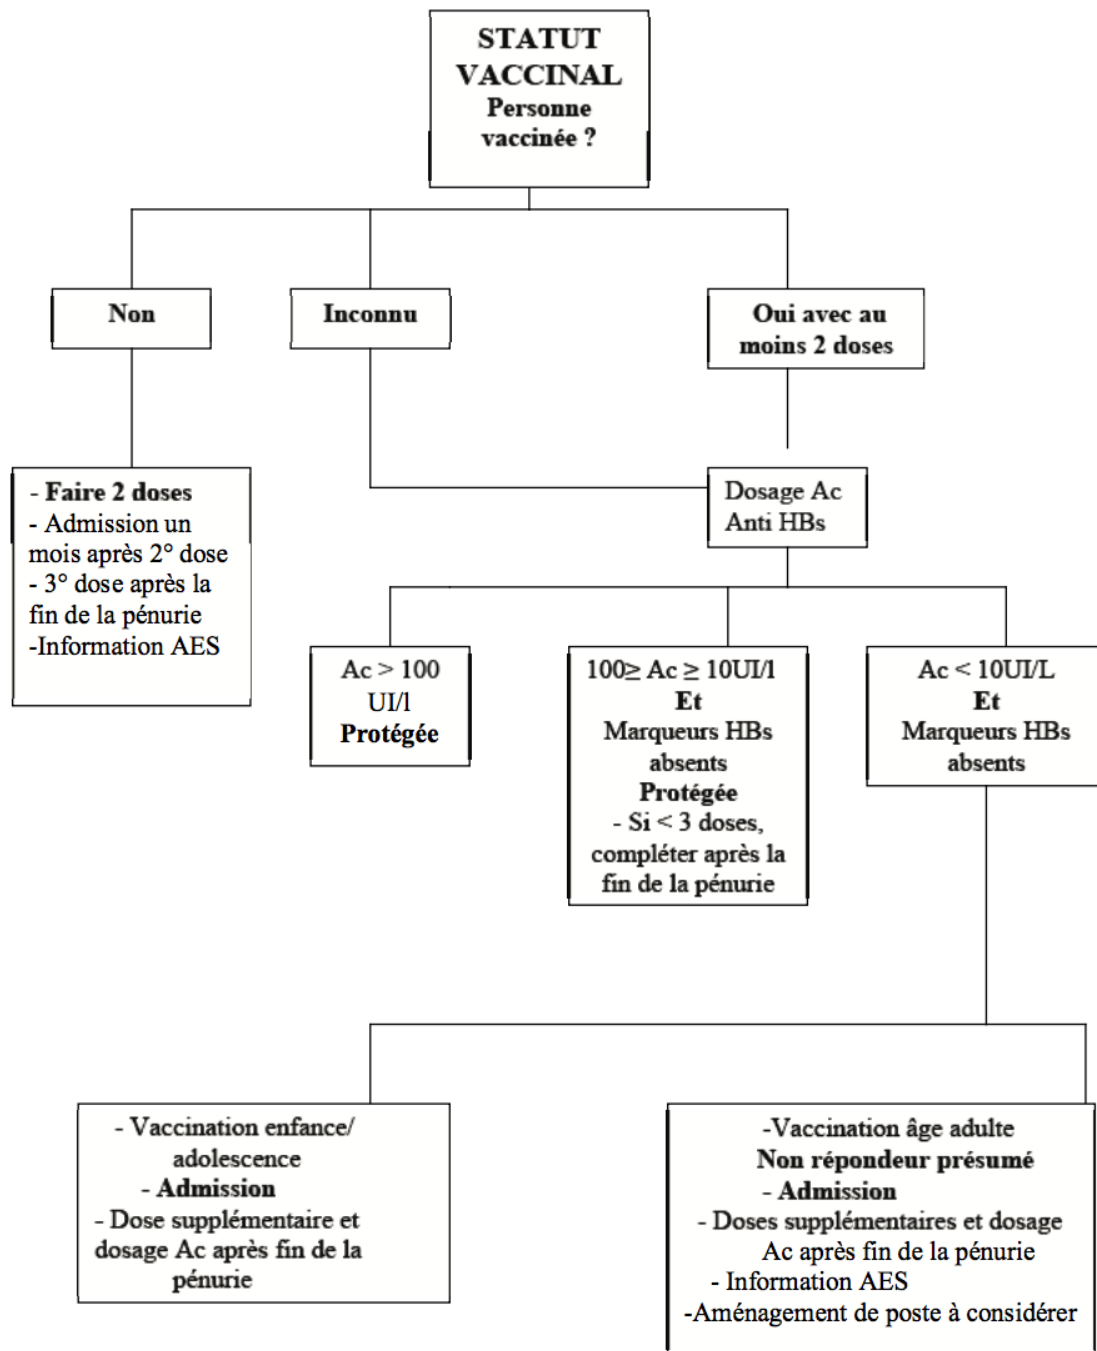 STATUT
VACCINAL
Personne
vaccinée ?
Non
Inconnu
Oui avec au
moins 2 doses
- Faire 2 doses
- Admission un
mois après 2° dose
- 3° dose après la
fin de la pénurie
-Information AES
Dosage Ac
Anti HBs
Ac > 100
UI/l
Protégée
100≥ Ac ≥ 10UI/l
Et
Marqueurs HBs
absents
Protégée
- Si < 3 doses,
compléter après la
fin de la pénurie
Ac < 10UI/L
Et
Marqueurs HBs
absents
- Vaccination enfance/
adolescence
- Admission
- Dose supplémentaire et
dosage Ac après fin de la
pénurie
-Vaccination âge adulte
Non répondeur présumé
- Admission
- Doses supplémentaires et dosage
Ac après fin de la pénurie
- Information AES
-Aménagement de poste à considérer